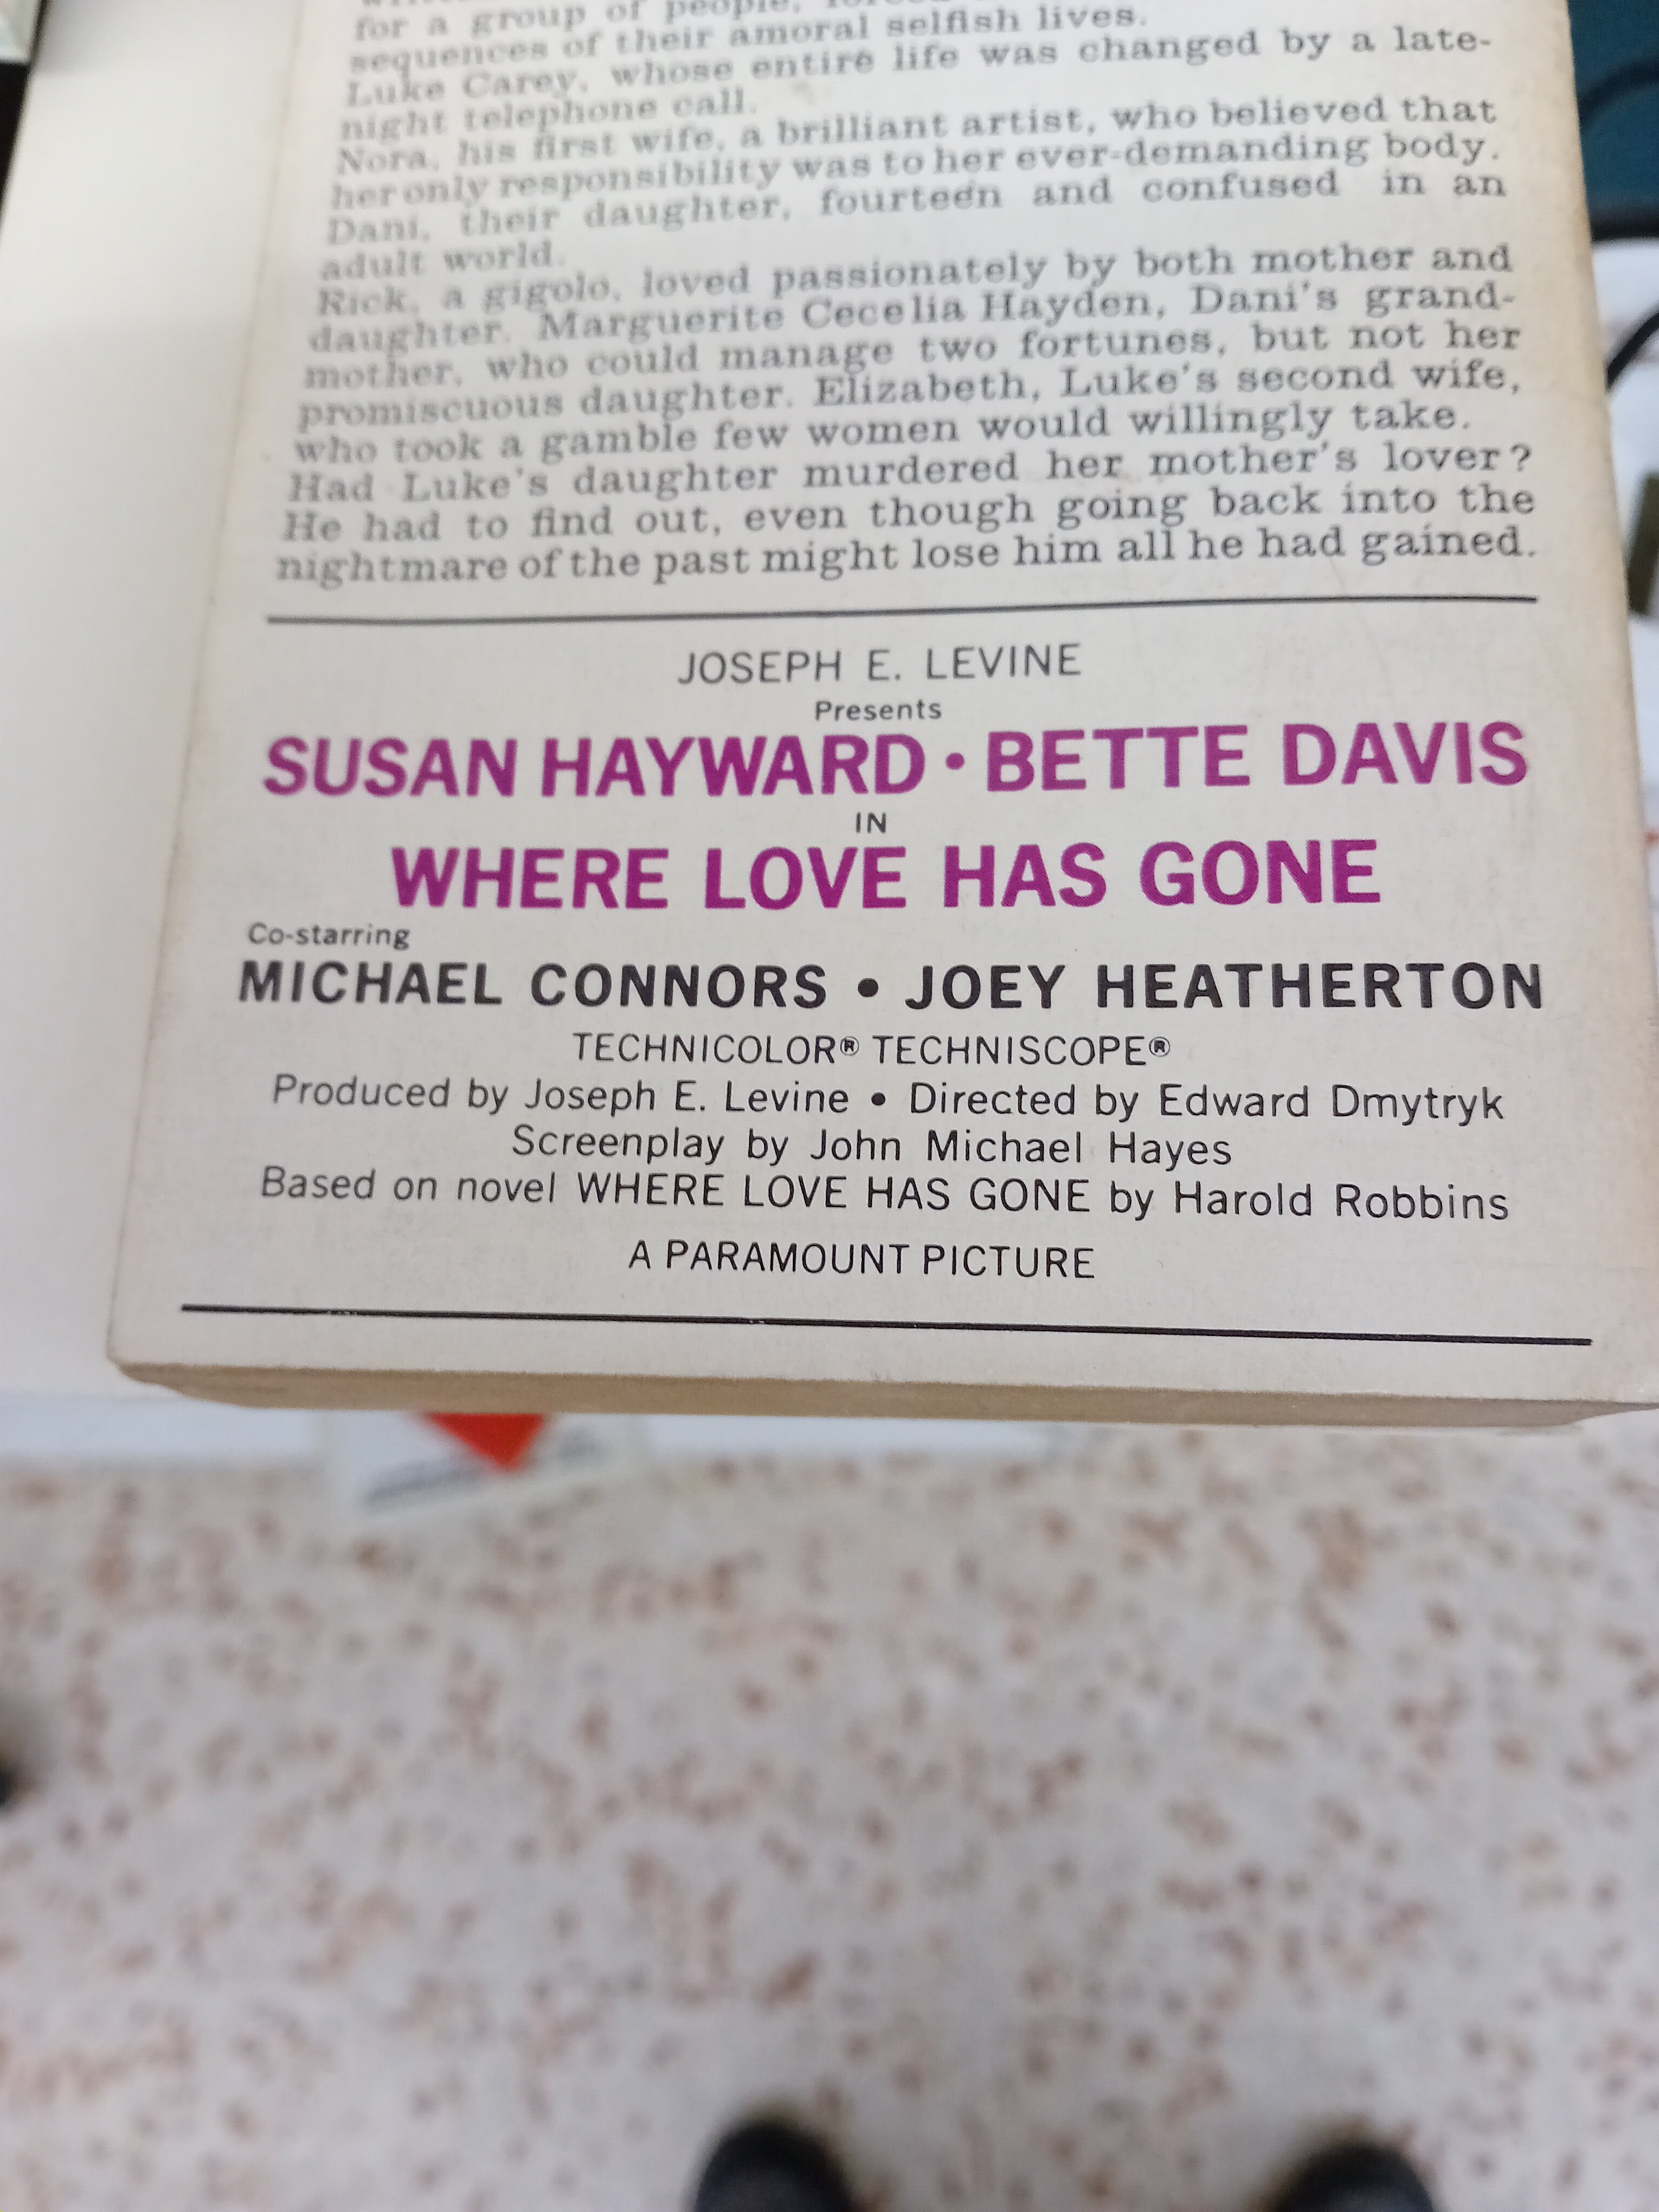 for a group of people,
sequences of their amoral selfish lives.
Luke Carey, whose entire life was changed by a late-
night telephone call.
Nora, his first wife, a brilliant artist, who believed that
her only responsibility was to her ever-demanding body.
Dani, their daughter, fourteen and confused in an
adult world.
Rick, a gigolo, loved passionately by both mother and
daughter. Marguerite Cecelia Hayden, Dani's grand-
mother, who could manage two fortunes, but not her
promiscuous daughter. Elizabeth, Luke's second wife,
who took a gamble few women would willingly take.
Had Luke's daughter murdered her mother's lover?
He had to find out, even though going back into the
nightmare of the past might lose him all he had gained.
JOSEPH E. LEVINE
Presents
SUSAN HAYWARD • BETTE DAVIS
IN
WHERE LOVE HAS GONE
Co-starring
MICHAEL CONNORS • JOEY HEATHERTON
TECHNICOLOR® TECHNISCOPE®
Produced by Joseph E. Levine • Directed by Edward Dmytryk
Screenplay by John Michael Hayes
Based on novel WHERE LOVE HAS GONE by Harold Robbins
A PARAMOUNT PICTURE